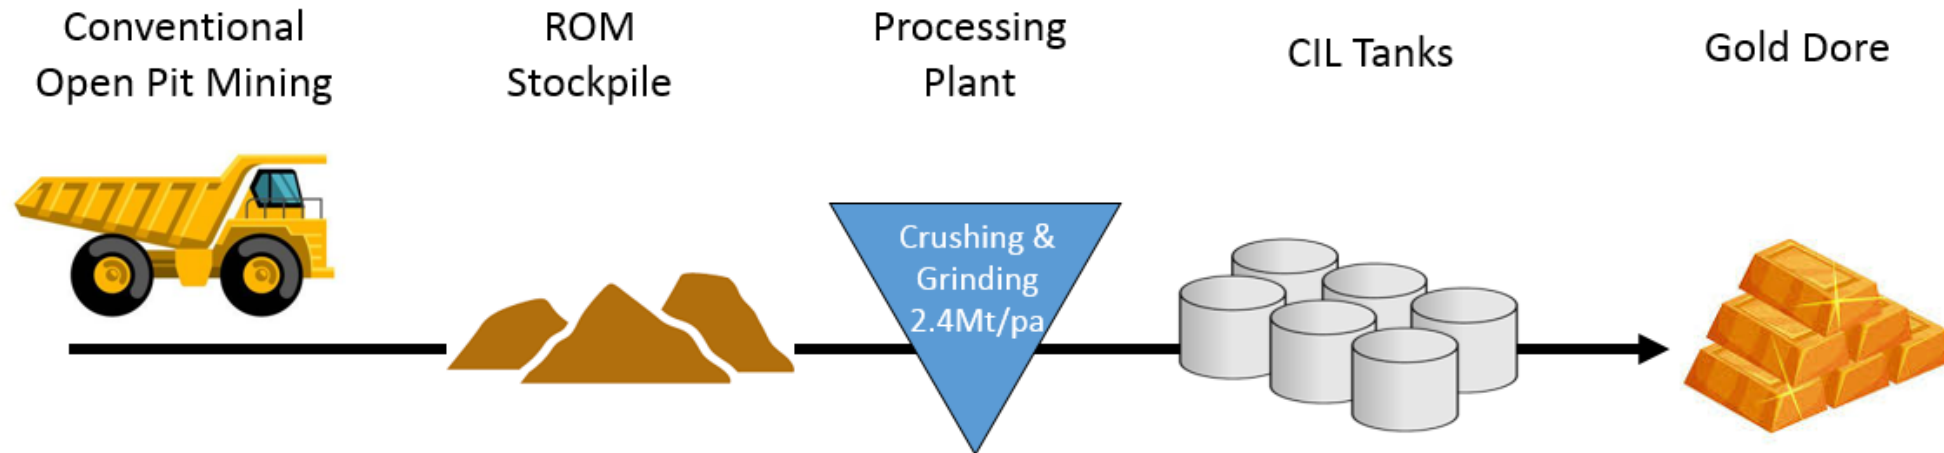 Conventional
Open Pit Mining
ROM
Stockpile
Processing
Plant
CIL Tanks
Gold Dore
Crushing &
Grinding
2.4Mt/pa